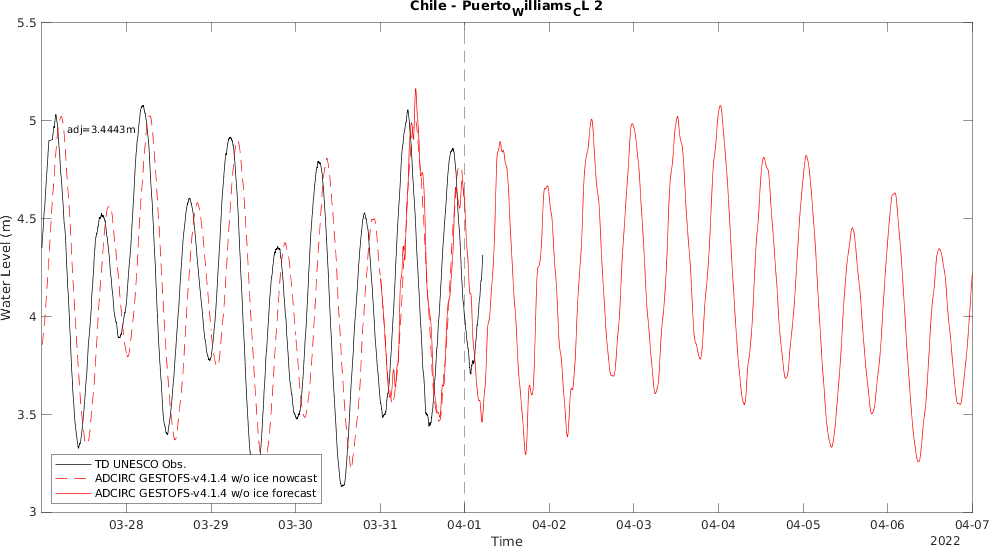 Chile - PuertoWilliamsCL 2
5.5
5
4.5
4
3.5
3
Water Level (m)
adj=3.4443m
TD UNESCO Obs.
ADCIRC GESTOFS-v4.1.4 w/o ice nowcast
ADCIRC GESTOFS-v4.1.4 w/o ice forecast
03-28 03-29 03-30 03-31 04-01 04-02 04-03 04-04 04-05 04-06 04-07
Time
2022